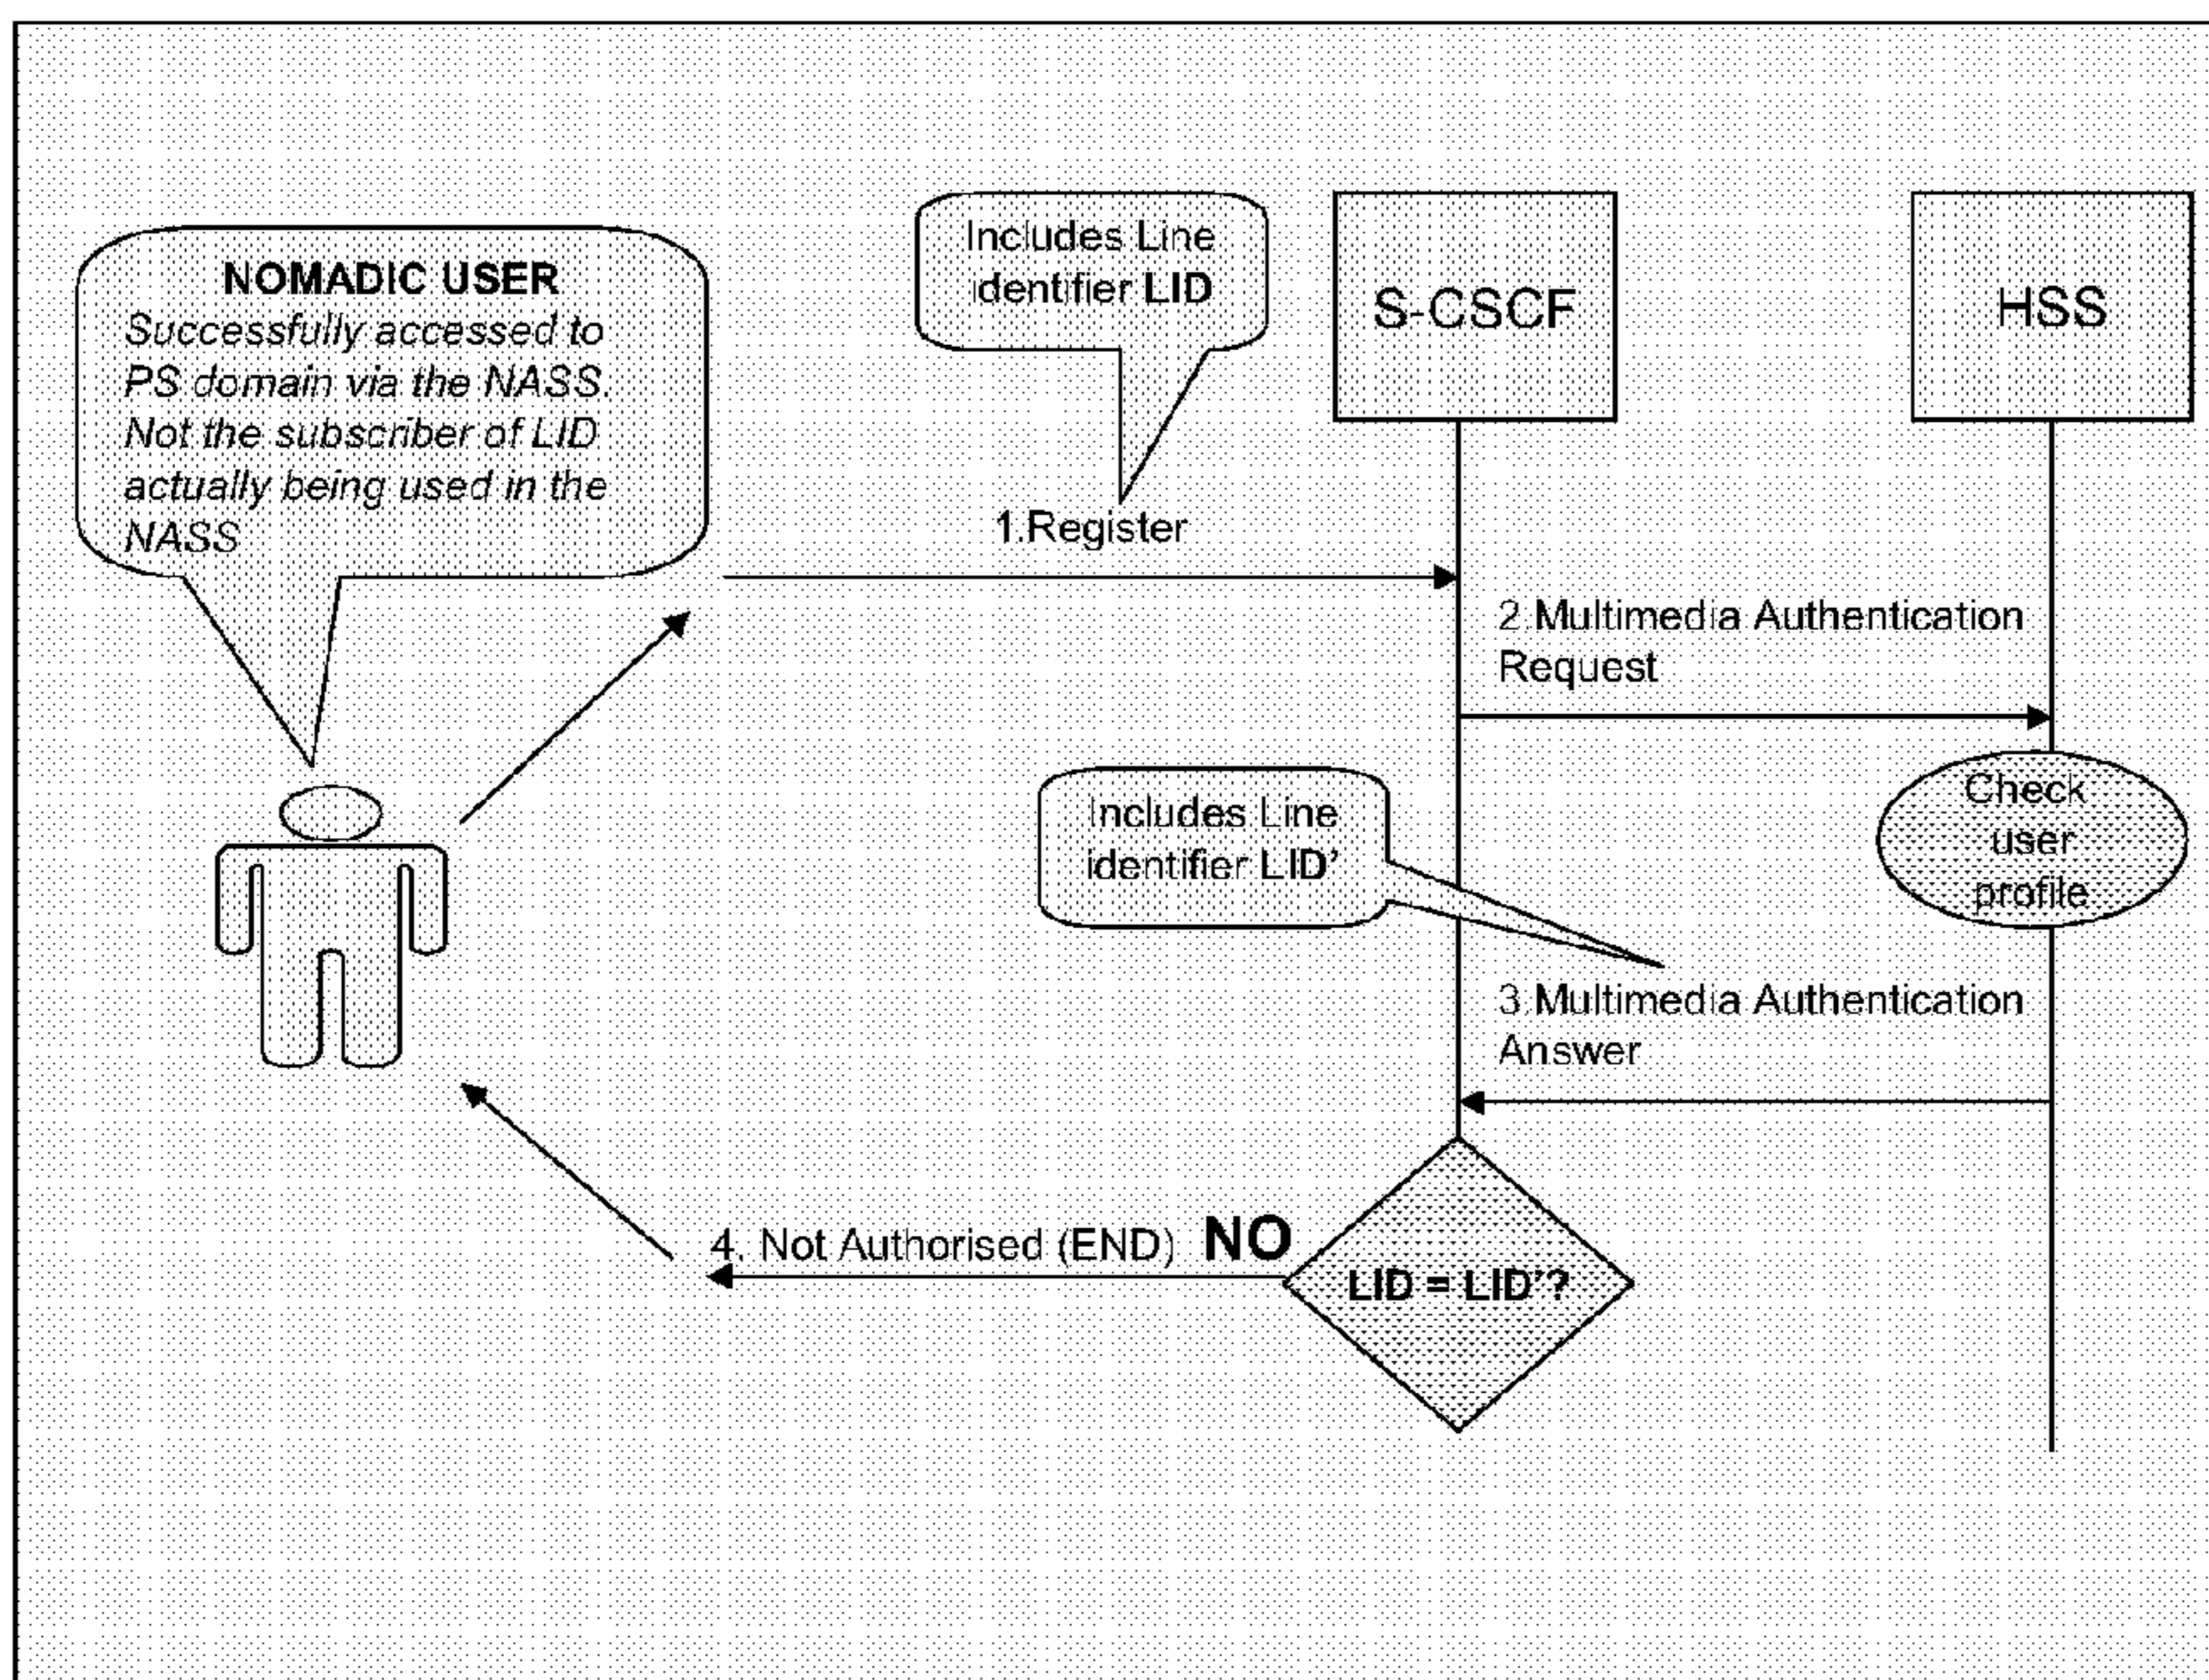 NOMADIC USER
Successfully accessed to
PS domain via the NASS.
Not the subscriber of LID
actually being used in the
NASS
Includes Line
identifier LID
S-CSCF
HSS
1.Register
2.Multimedia Authentication
Request
Check
user
profile
Includes Line
identifier LID'
3.Multimedia Authentication
Answer
4. Not Authorised (END) NO
LID = LID'?